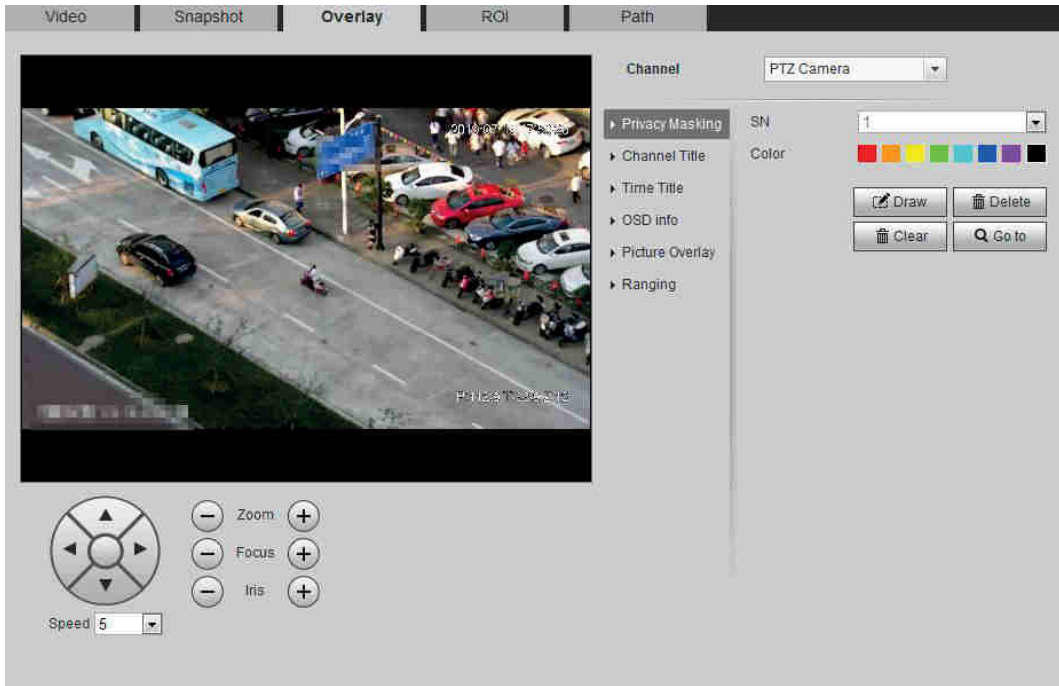 Video Snapshot Overlay ROI Path
Channel PTZ Camera
Privacy Masking
Channel Title
Time Title
OSD info
Picture Overlay
Ranging
SN 1
Color
Draw Delete
Clear Go to
Zoom
Focus
Iris
Speed 5